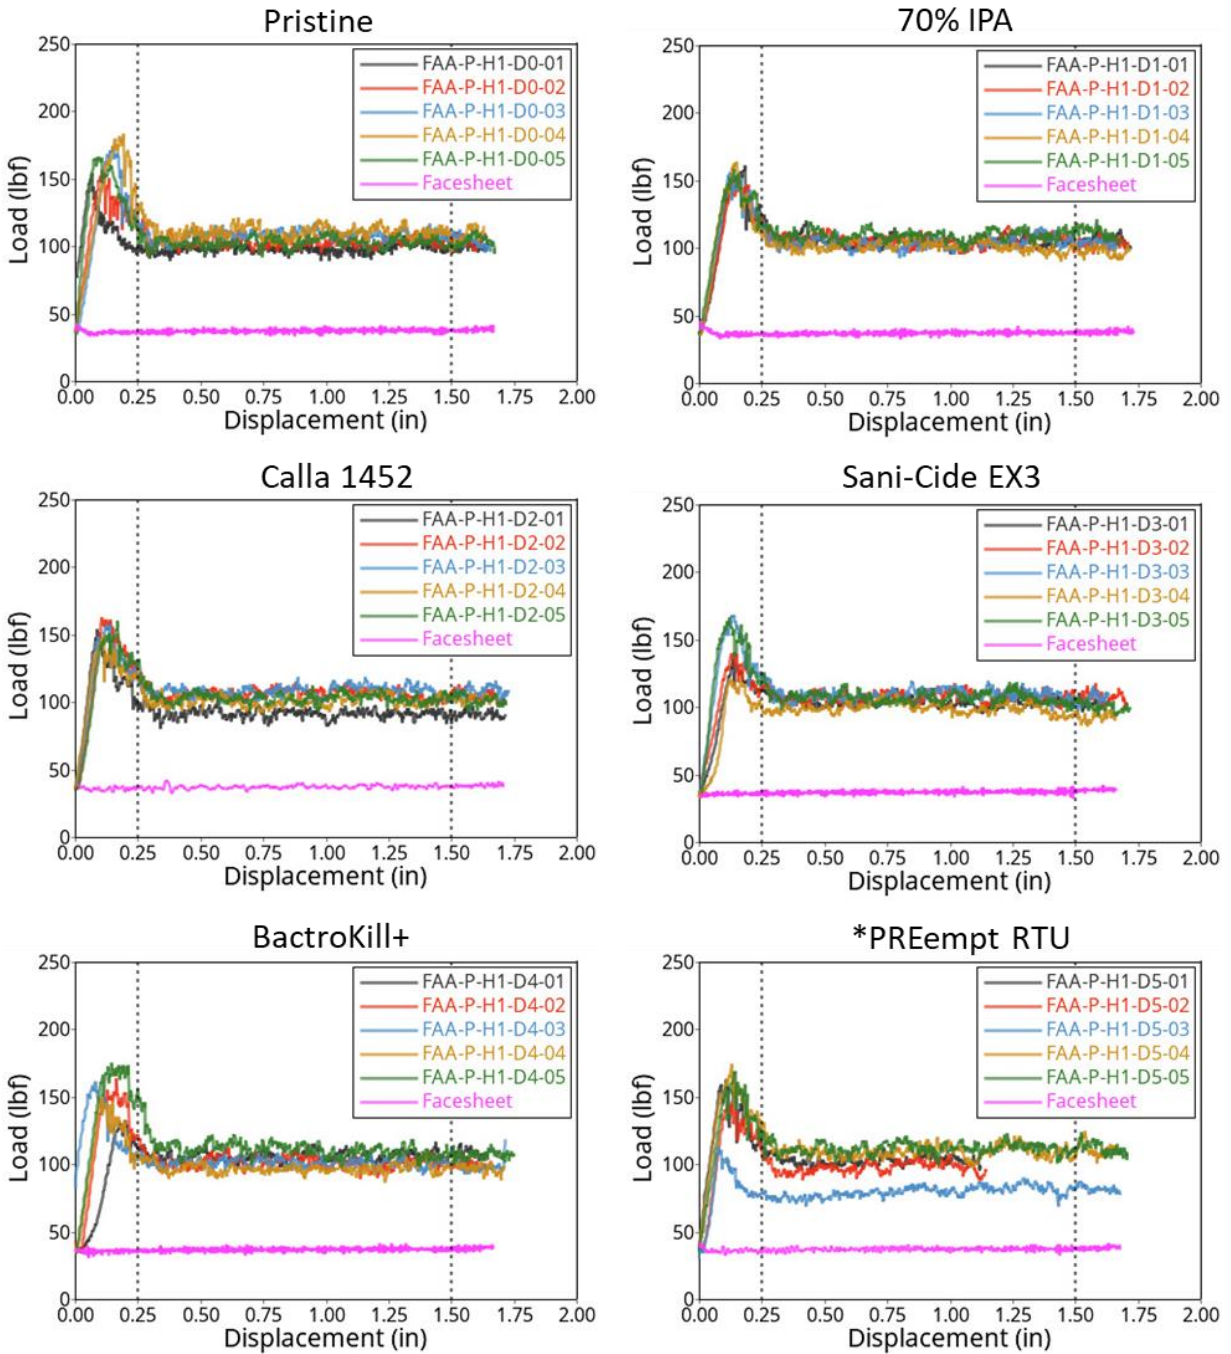 Pristine
250
200
150
100
50
0
Load (lbf)
FAA-P-H1-D0-01
FAA-P-H1-D0-02
FAA-P-H1-D0-03
FAA-P-H1-D0-04
FAA-P-H1-D0-05
Facesheet
0.00 0.25 0.50 0.75 1.00 1.25 1.50 1.75 2.00
Displacement (in)
70% IPA
250
200
150
100
50
0
Load (lbf)
FAA-P-H1-D1-01
FAA-P-H1-D1-02
FAA-P-H1-D1-03
FAA-P-H1-D1-04
FAA-P-H1-D1-05
Facesheet
0.00 0.25 0.50 0.75 1.00 1.25 1.50 1.75 2.00
Displacement (in)
Calla 1452
250
200
150
100
50
0
Load (lbf)
FAA-P-H1-D2-01
FAA-P-H1-D2-02
FAA-P-H1-D2-03
FAA-P-H1-D2-04
FAA-P-H1-D2-05
Facesheet
0.00 0.25 0.50 0.75 1.00 1.25 1.50 1.75 2.00
Displacement (in)
Sani-Cide EX3
250
200
150
100
50
0
Load (lbf)
FAA-P-H1-D3-01
FAA-P-H1-D3-02
FAA-P-H1-D3-03
FAA-P-H1-D3-04
FAA-P-H1-D3-05
Facesheet
0.00 0.25 0.50 0.75 1.00 1.25 1.50 1.75 2.00
Displacement (in)
BactroKill+
250
200
150
100
50
0
Load (lbf)
FAA-P-H1-D4-01
FAA-P-H1-D4-02
FAA-P-H1-D4-03
FAA-P-H1-D4-04
FAA-P-H1-D4-05
Facesheet
0.00 0.25 0.50 0.75 1.00 1.25 1.50 1.75 2.00
Displacement (in)
*PREempt RTU
250
200
150
100
50
0
Load (lbf)
FAA-P-H1-D5-01
FAA-P-H1-D5-02
FAA-P-H1-D5-03
FAA-P-H1-D5-04
FAA-P-H1-D5-05
Facesheet
0.00 0.25 0.50 0.75 1.00 1.25 1.50 1.75 2.00
Displacement (in)